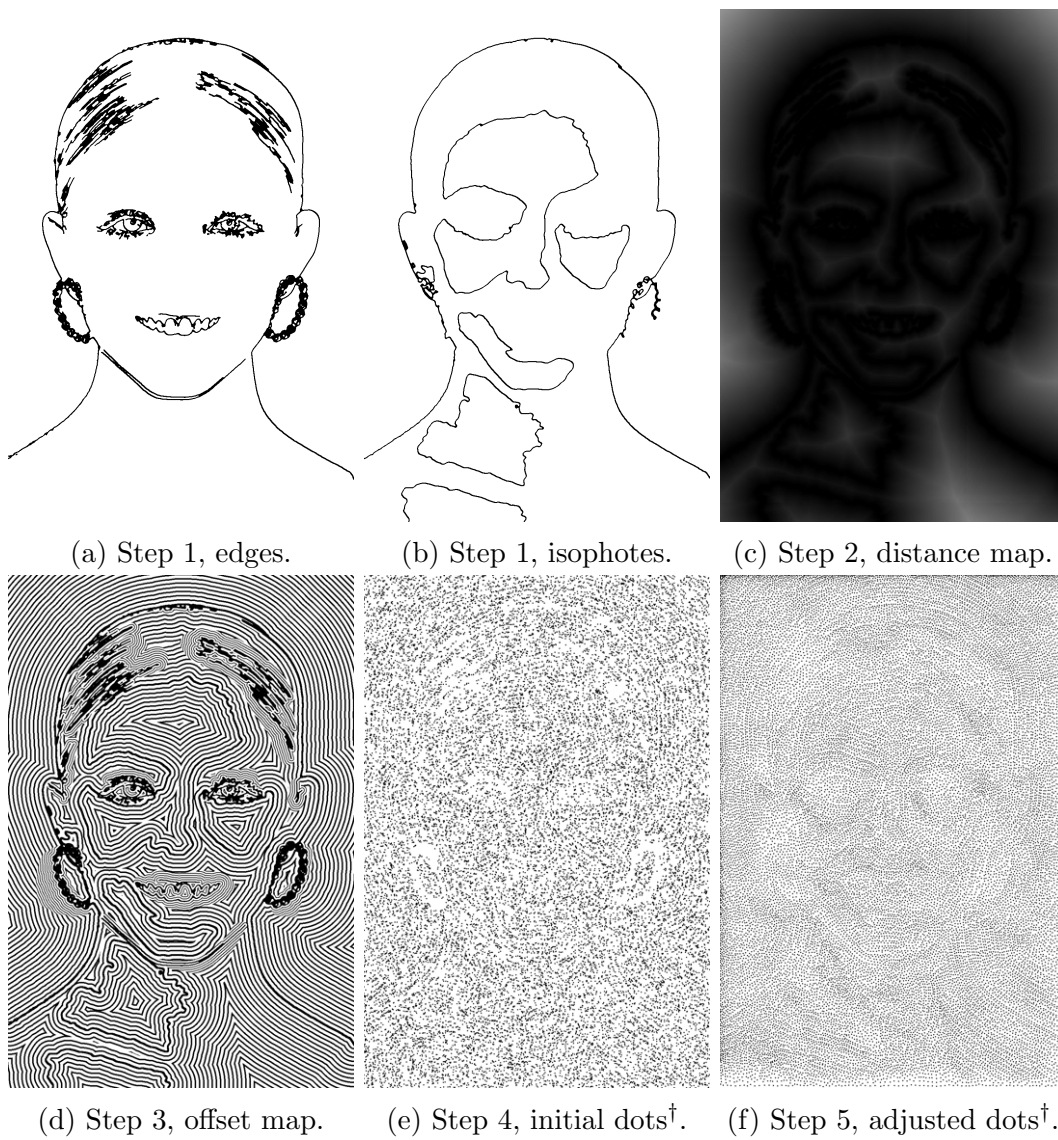 (a) Step 1, edges.
(b) Step 1, isophotes.
(c) Step 2, distance map.
(d) Step 3, offset map.
(e) Step 4, initial dots†.
(f) Step 5, adjusted dots†.